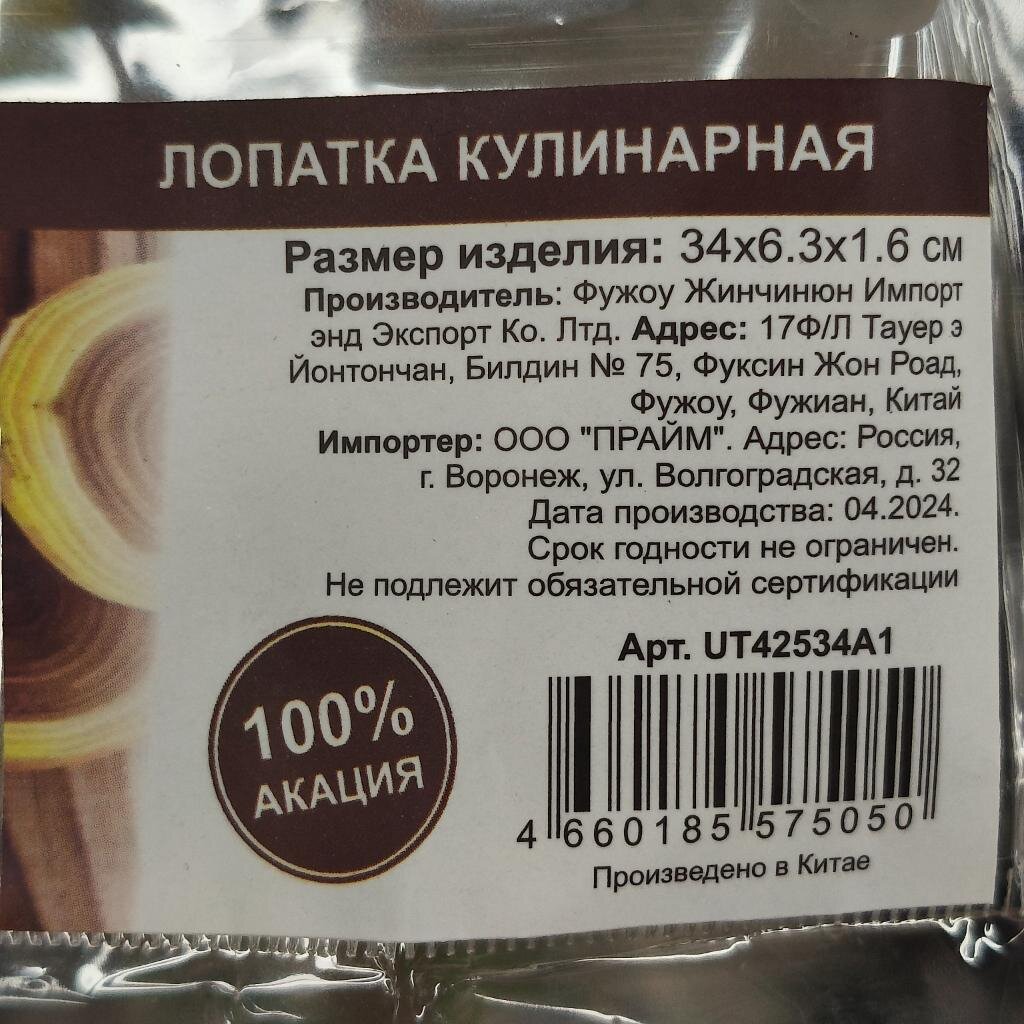 ЛОПАТКА КУЛИНАРНАЯ
Размер изделия: 34x6.3x1.6 см
Производитель: Фужоу Жинчинюн Импорт
энд Экспорт Ко. Лтд. Адрес: 17Ф/Л Тауер э
Йонтончан, Билдин № 75, Фуксин Жон Роад,
Фужоу, Фужиан, Китай
Импортер: ООО "ПРАЙМ". Адрес: Россия,
г. Воронеж, ул. Волгоградская, д. 32
Дата производства: 04.2024.
Срок годности не ограничен.
Не подлежит обязательной сертификации
100%
АКАЦИЯ
Арт. UT42534A1
4 660185 575050
Произведено в Китае